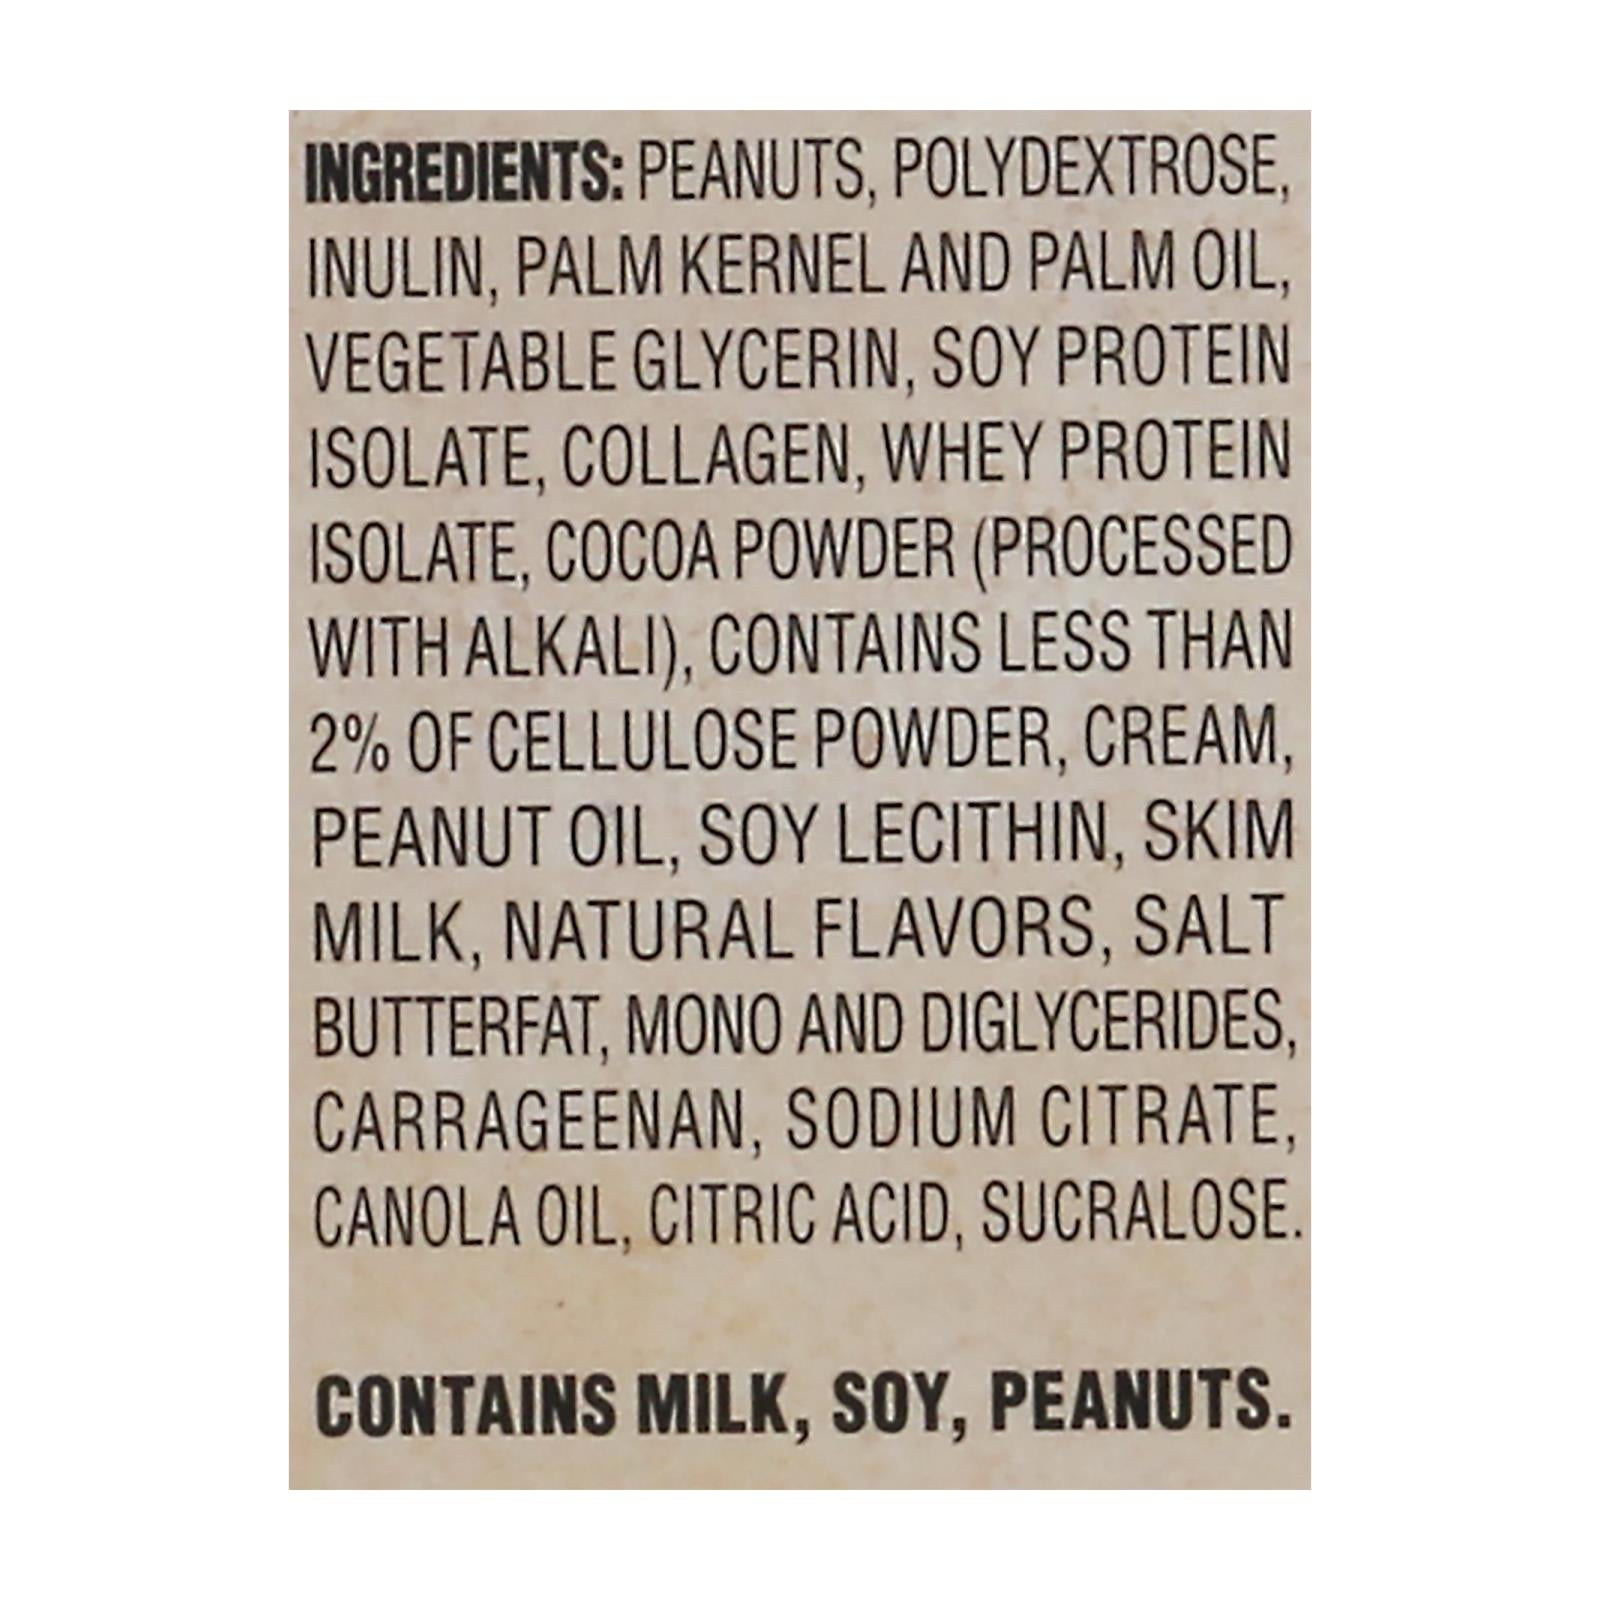 INGREDIENTS: PEANUTS, POLYDEXTROSE,
INULIN, PALM KERNEL AND PALM OIL,
VEGETABLE GLYCERIN, SOY PROTEIN
ISOLATE, COLLAGEN, WHEY PROTEIN
ISOLATE, COCOA POWDER (PROCESSED
WITH ALKALI), CONTAINS LESS THAN
2% OF CELLULOSE POWDER, CREAM,
PEANUT OIL, SOY LECITHIN, SKIM
MILK, NATURAL FLAVORS, SALT
BUTTERFAT, MONO AND DIGLYCERIDES,
CARRAGEENAN, SODIUM CITRATE,
CANOLA OIL, CITRIC ACID, SUCRALOSE.
CONTAINS MILK, SOY, PEANUTS.